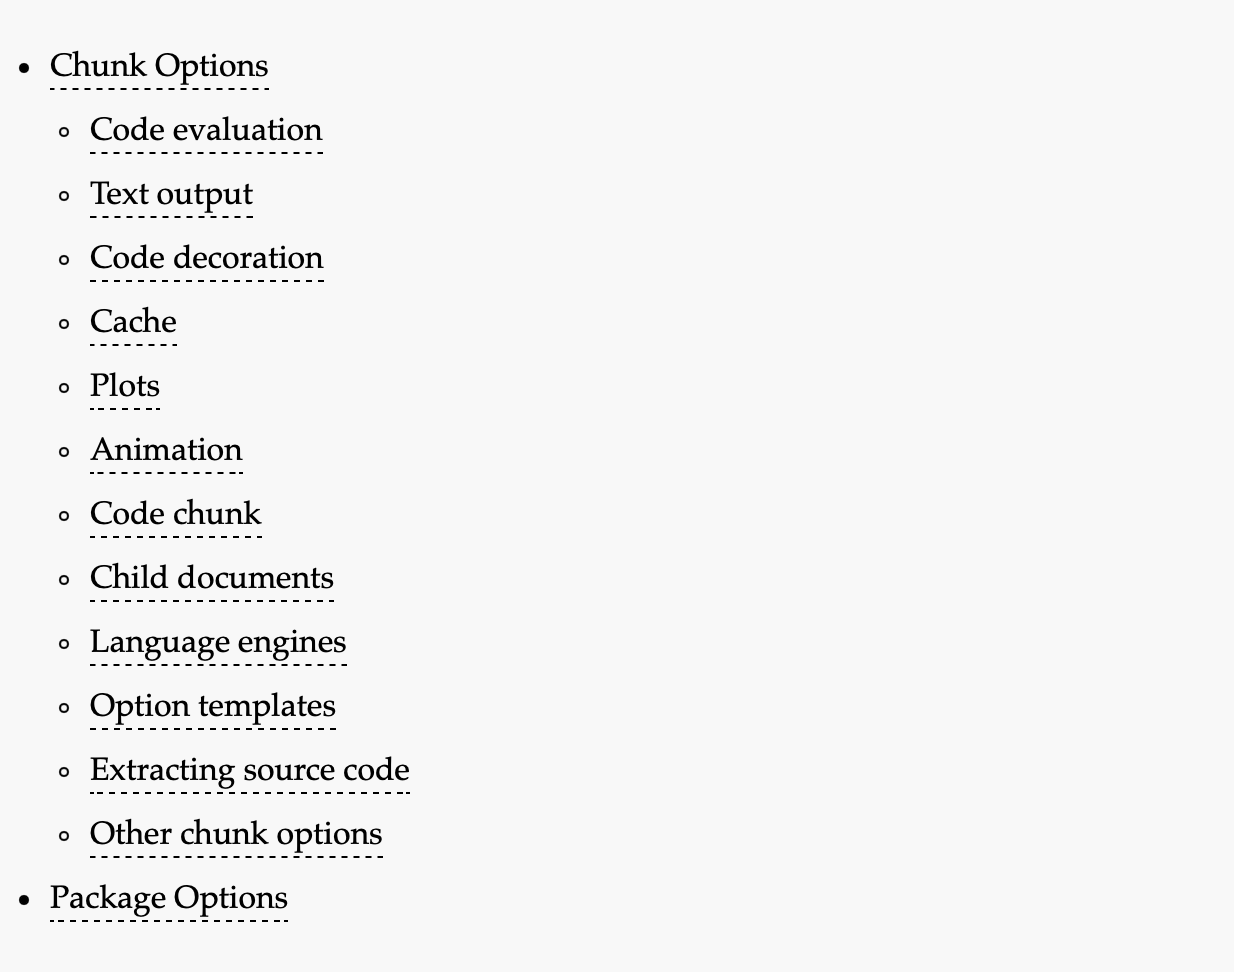 Chunk Options
Code evaluation
Text output
Code decoration
Cache
Plots
Animation
Code chunk
Child documents
Language engines
Option templates
Extracting source code
Other chunk options
Package Options